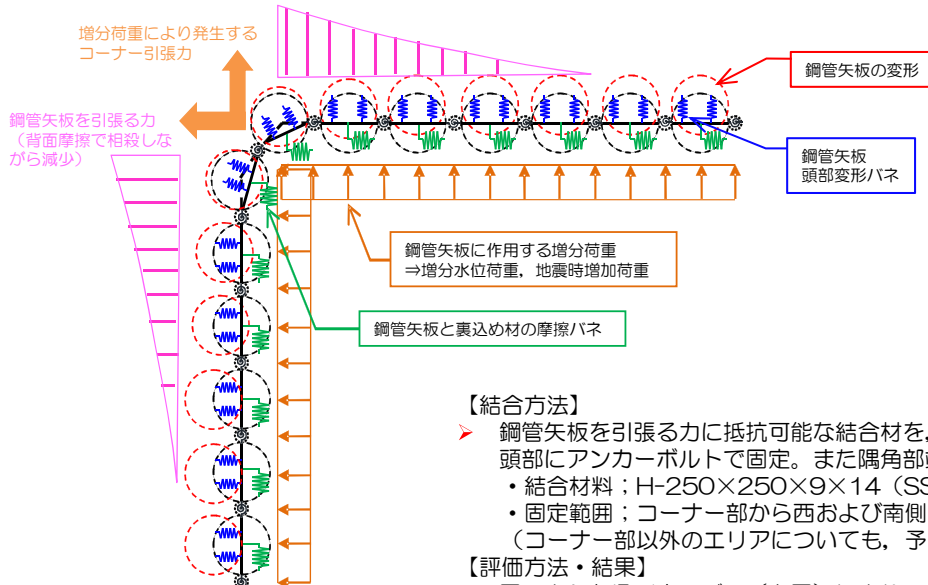 増分荷重により発生する
コーナー引張力
鋼管矢板の変形
鋼管矢板を引張る力
（背面摩擦で相殺しな
がら減少）
鋼管矢板
頭部変形バネ
鋼管矢板に作用する増分荷重
⇒増分水位荷重，地震時増加荷重
鋼管矢板と裏込め材の摩擦バネ
【結合方法】
➢ 鋼管矢板を引張る力に抵抗可能な結合材を，
頭部にアンカーボルトで固定。また隅角部
・結合材料；H-250×250×9×14（SS
・固定範囲；コーナー部から西および南側
（コーナー部以外のエリアについても，予
【評価方法・結果】